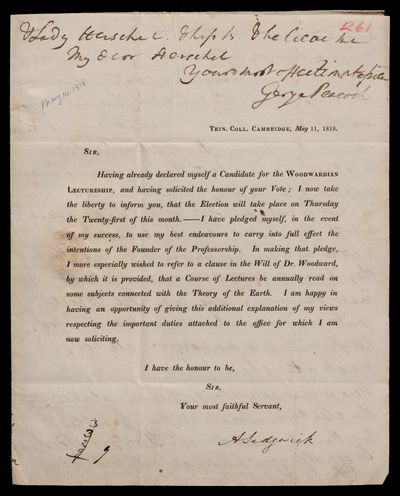 261
& Lady Herschel
My Dear Herschel
Yours most affectionately
George Peacock
May 14. 1818
TRIN. COLL. CAMBRIDGE, May 11, 1818.
SIR,
Having already declared myself a Candidate for the WOODWARDIAN
LECTURESHIP, and having solicited the honour of your Vote; I now take
the liberty to inform you, that the Election will take place on Thursday
the Twenty-first of this month.——I have pledged myself, in the event
of my success, to use my best endeavours to carry into full effect the
intentions of the Founder of the Professorship. In making that pledge,
I more especially wished to refer to a clause in the Will of Dr. Woodward,
by which it is provided, that a Course of Lectures be annually read on
some subjects connected with the Theory of the Earth. I am happy in
having an opportunity of giving this additional explanation of my views
respecting the important duties attached to the office for which I am
now soliciting.
I have the honour to be,
SIR,
Your most faithful Servant,
A Sedgwick